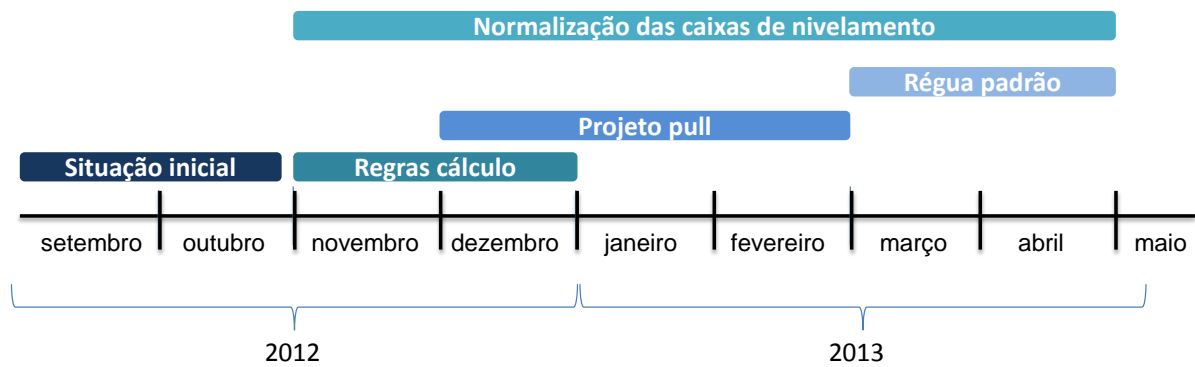 Normalização das caixas de nivelamento
Régua padrão
Projeto pull
Situação inicial Regras cálculo
setembro outubro novembro dezembro janeiro fevereiro março abril maio
2012 2013